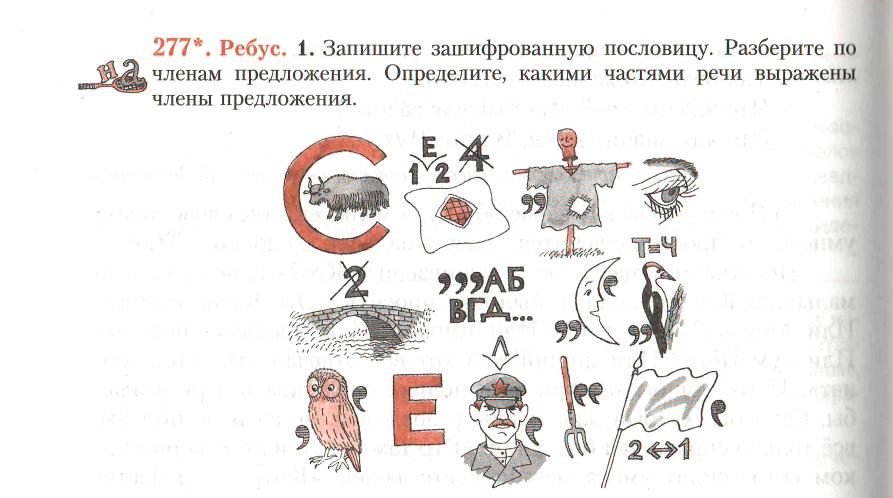 277*. Ребус. 1. Запишите зашифрованную пословицу. Разберите по
на членам предложения. Определите, какими частями речи выражены
члены предложения.
С
Е
1 2 4
,,
Т=Ч
2
,,,АБ
ВГД...
,, , ,, ,
, , Е , ,, ,
2↔1